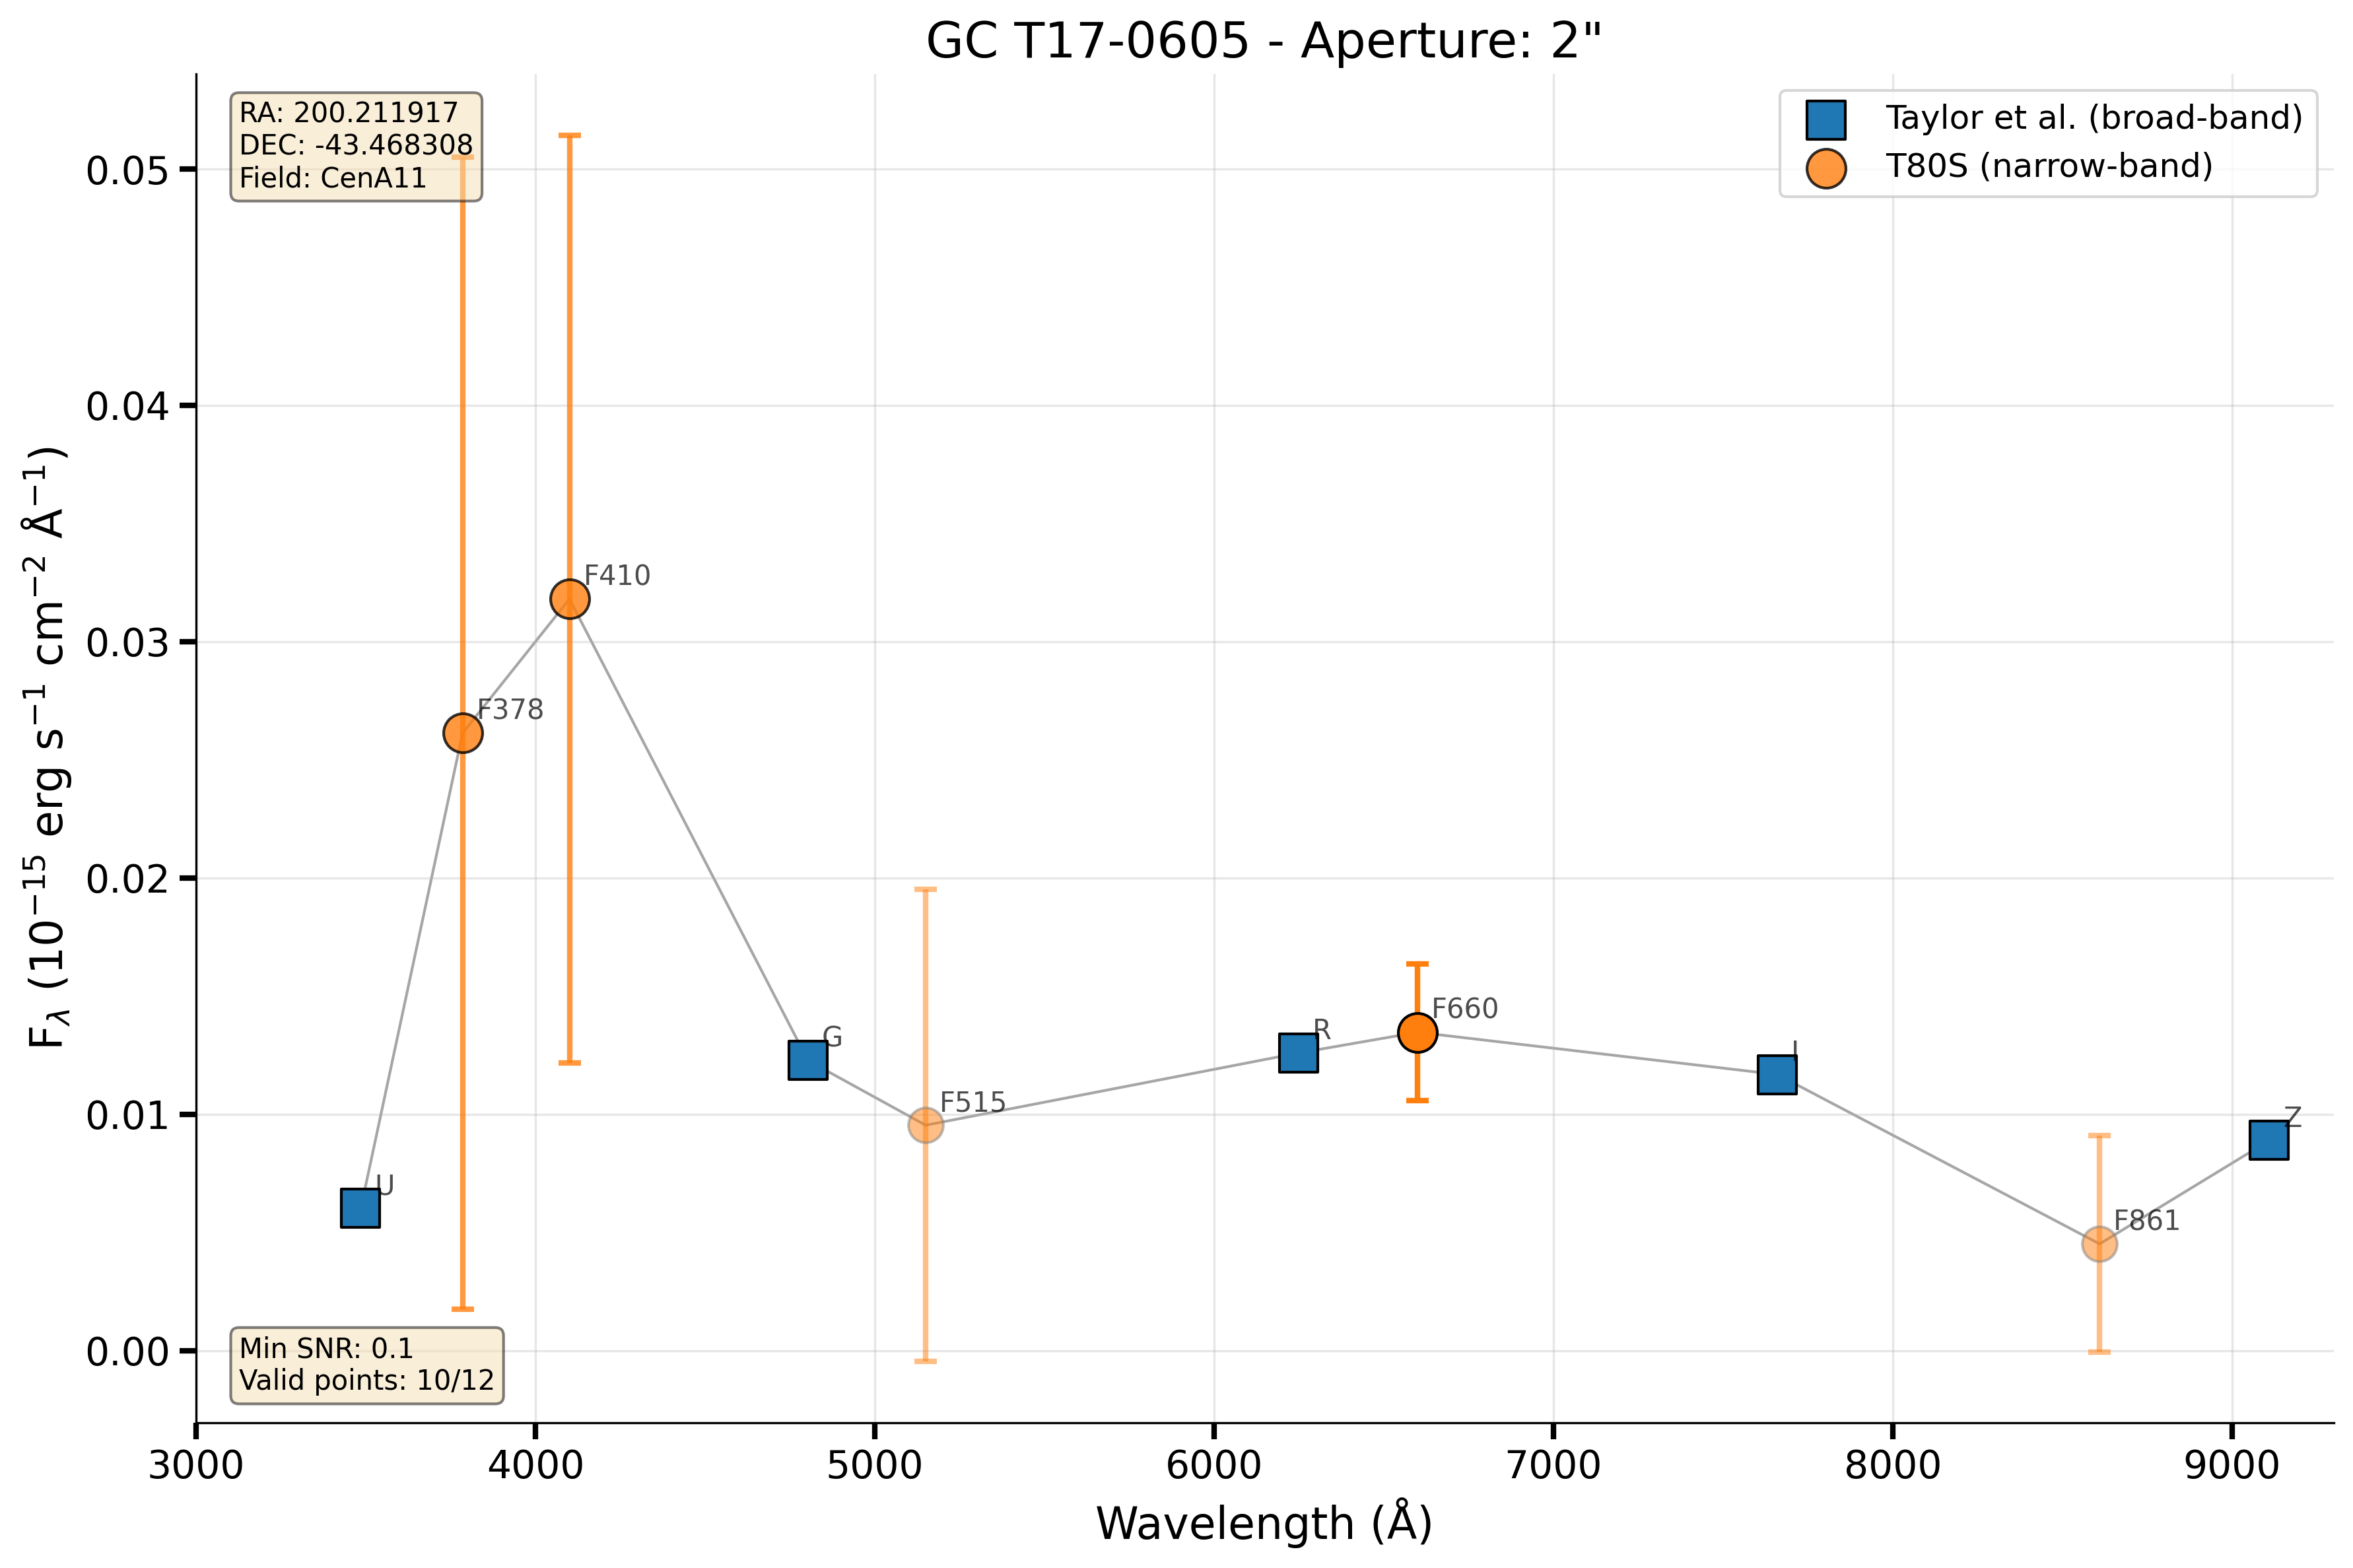 GC T17-0605 - Aperture: 2"
RA: 200.211917
DEC: -43.468308
Field: CenA11
Taylor et al. (broad-band)
T80S (narrow-band)
0.05
0.04
0.03
0.02
0.01
0.00
F_λ (10⁻¹⁵ erg s⁻¹ cm⁻² Å⁻¹)
U
F378
F410
G
F515
R
F660
I
F861
Z
Min SNR: 0.1
Valid points: 10/12
3000 4000 5000 6000 7000 8000 9000
Wavelength (Å)